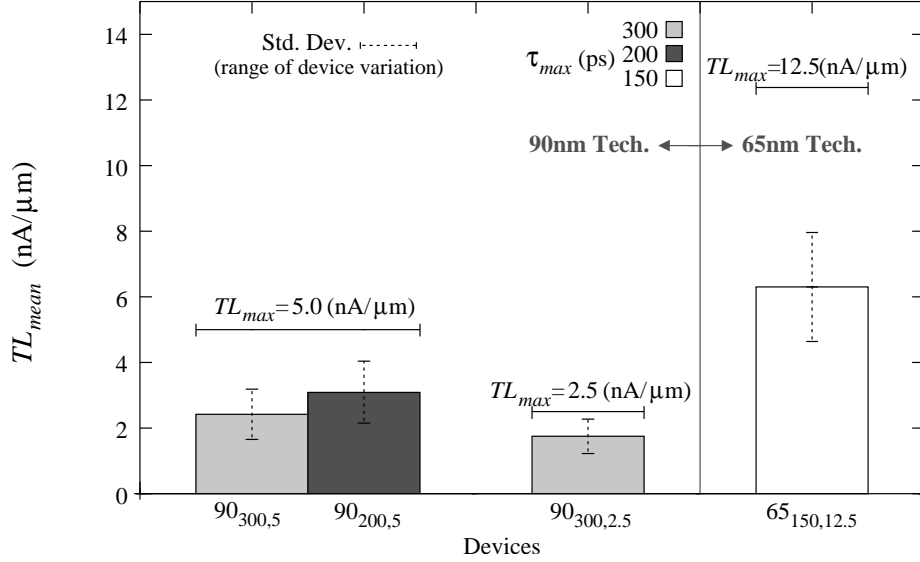 14
12
10
8
6
4
2
0
TL_mean (nA/μm)
Std. Dev.
(range of device variation)
τ_max (ps)
300
200
150
TL_max=12.5(nA/μm)
90nm Tech.
65nm Tech.
TL_max=5.0 (nA/μm)
TL_max=2.5 (nA/μm)
90_300,5
90_200,5
90_300,2.5
65_150,12.5
Devices